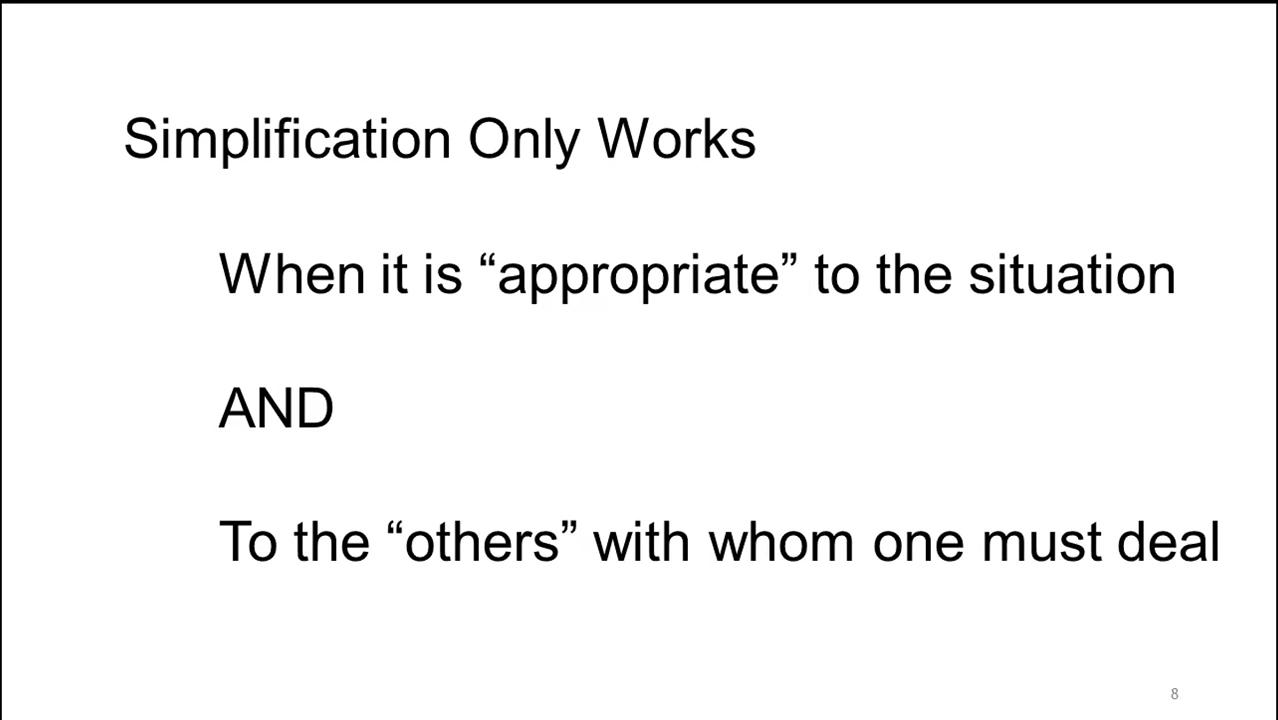 Simplification Only Works
When it is “appropriate” to the situation
AND
To the “others” with whom one must deal
8